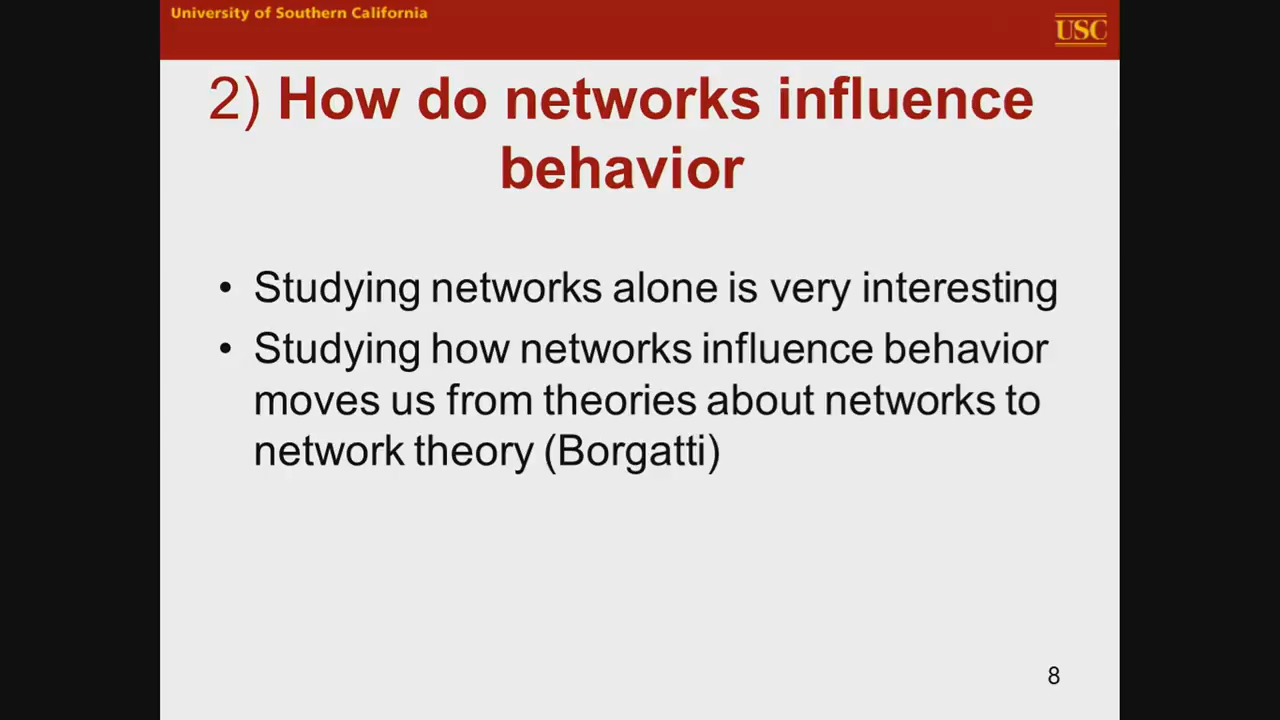 University of Southern California
USC
2) How do networks influence
behavior
• Studying networks alone is very interesting
• Studying how networks influence behavior
moves us from theories about networks to
network theory (Borgatti)
8